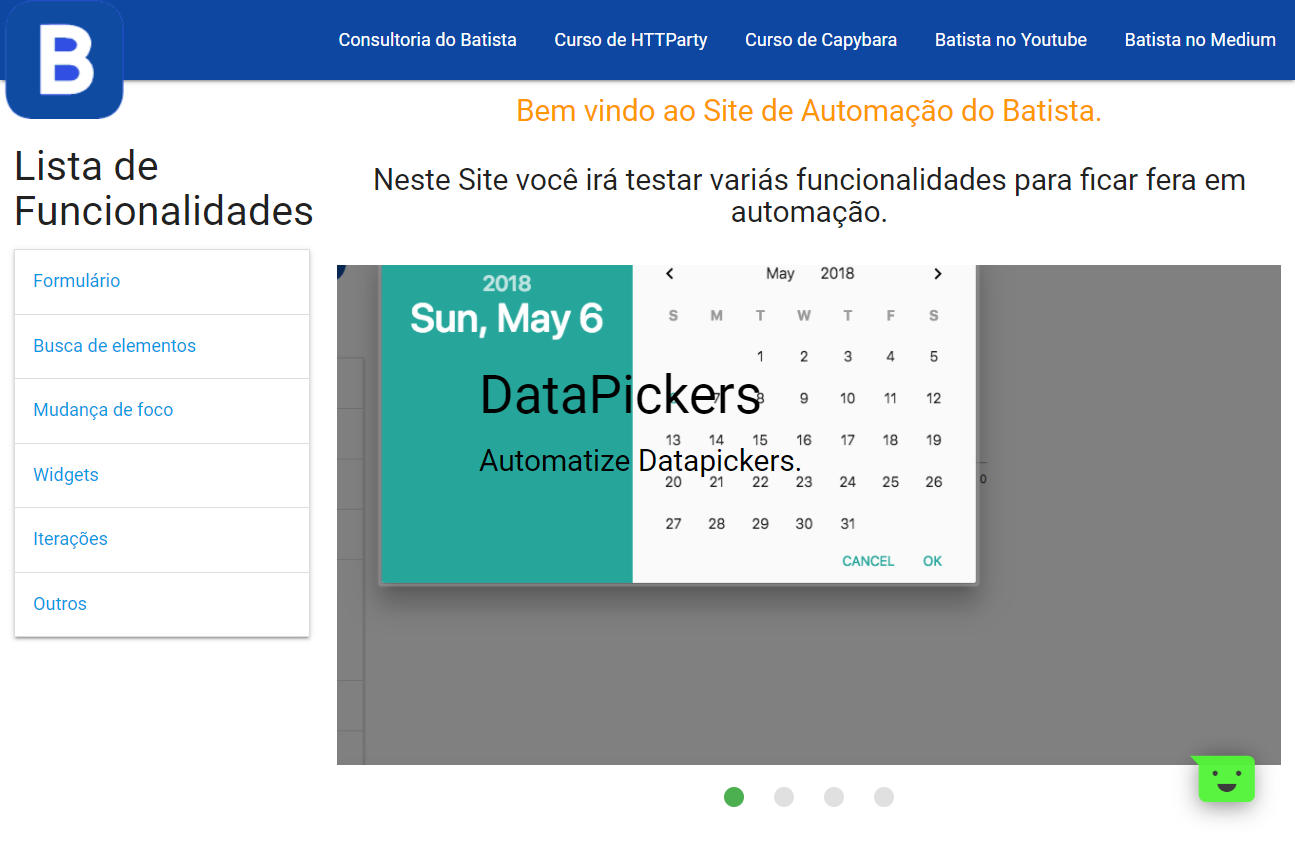 B
Consultoria do Batista
Curso de HTTParty
Curso de Capybara
Batista no Youtube
Batista no Medium
Bem vindo ao Site de Automação do Batista.
Neste Site você irá testar variás funcionalidades para ficar fera em
automação.
Lista de
Funcionalidades
Formulário
Busca de elementos
Mudança de foco
Widgets
Iterações
Outros
2018
Sun, May 6
May 2018
S M T W T F S
1 2 3 4 5
7 8 9 10 11 12
DataPickers
13 14 15 16 17 18 19
Automatize Datapickers.
20 21 22 23 24 25 26
0
27 28 29 30 31
CANCEL OK